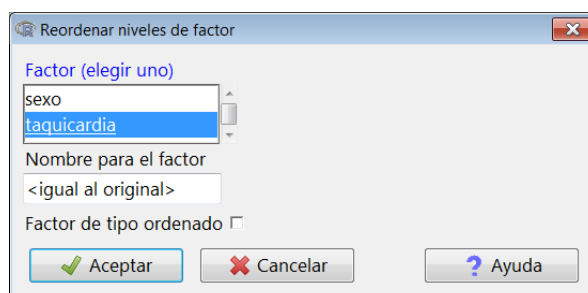 Reordenar niveles de factor
Factor (elegir uno)
sexo
taquicardia
Nombre para el factor
<igual al original>
Factor de tipo ordenado
Aceptar Cancelar ? Ayuda